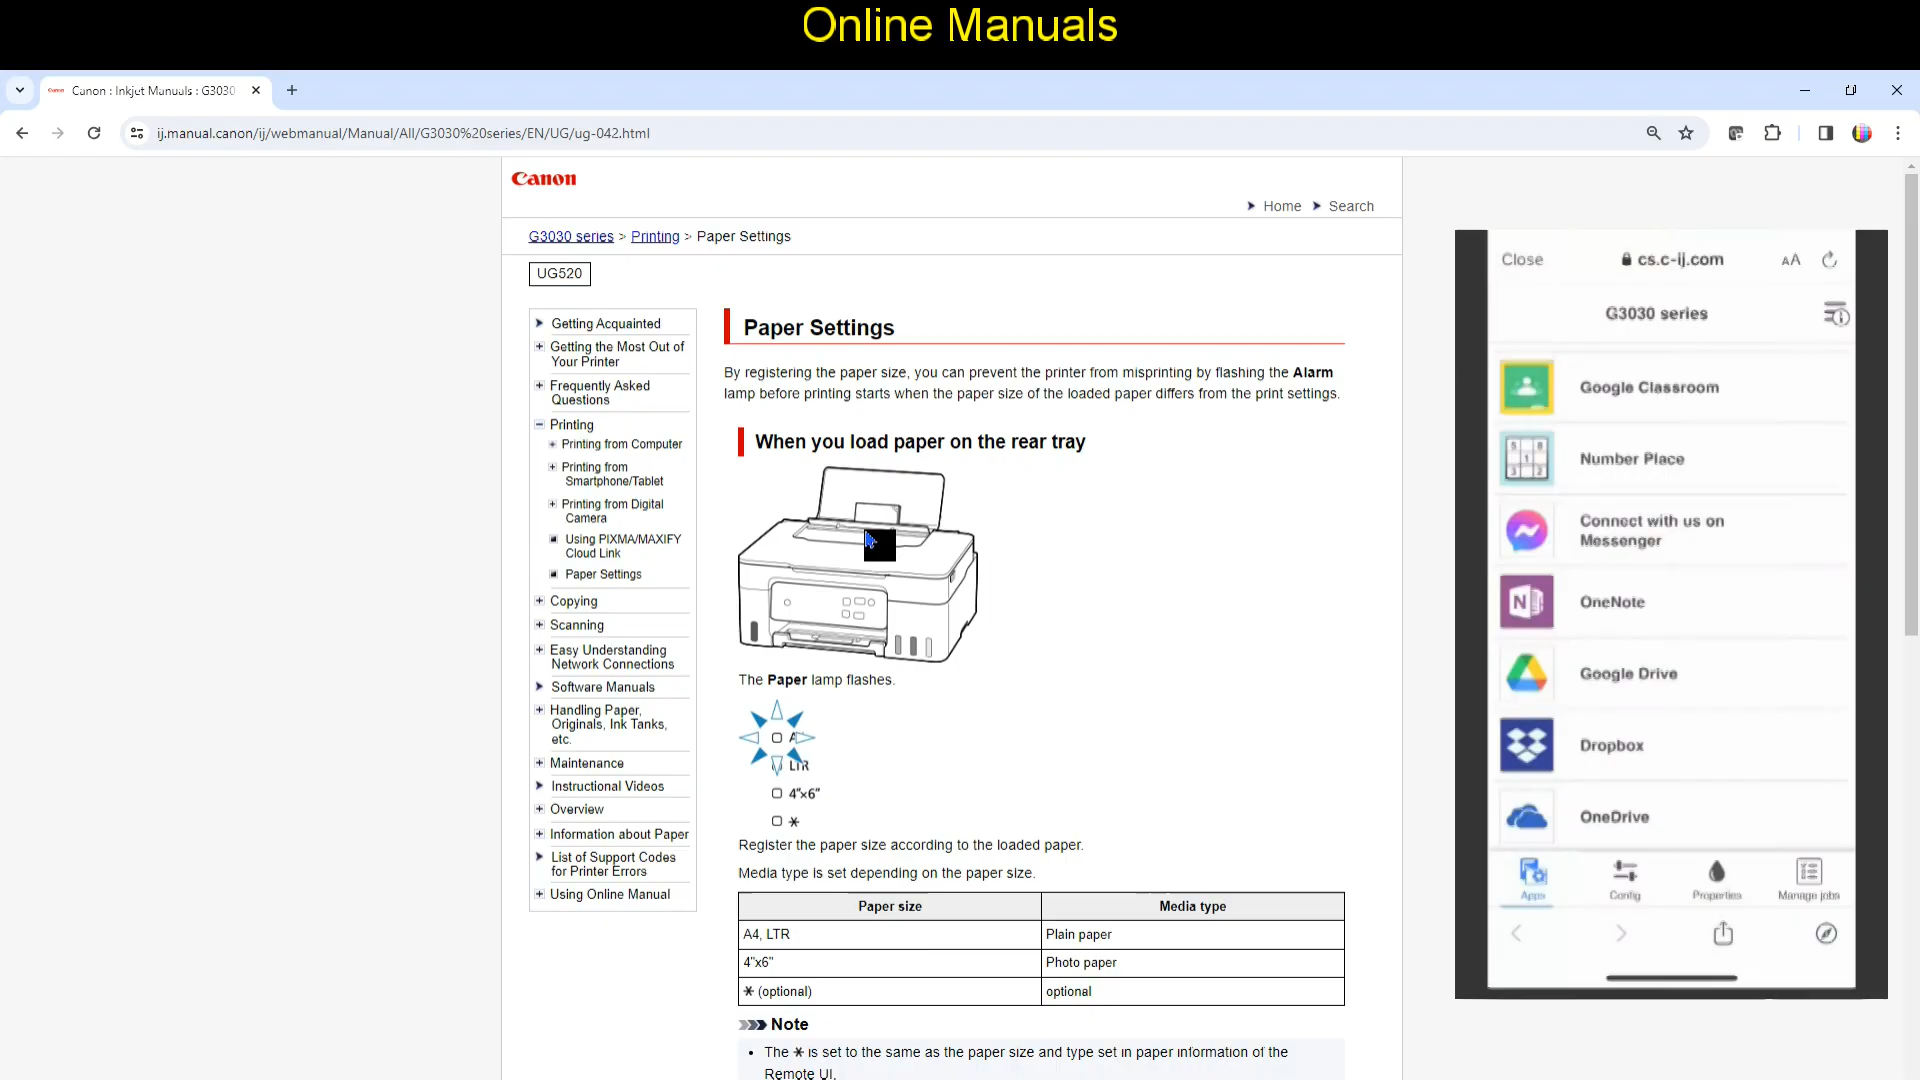 Online Manuals
Canon : Inkjet Manuals : G3030
ij.manual.canon/ij/webmanual/Manual/All/G3030%20series/EN/UG/ug-042.html
Canon
Home Search
G3030 series > Printing > Paper Settings
UG520
Getting Acquainted
Getting the Most Out of
Your Printer
Frequently Asked
Questions
Printing
Printing from Computer
Printing from
Smartphone/Tablet
Printing from Digital
Camera
Using PIXMA/MAXIFY
Cloud Link
Paper Settings
Copying
Scanning
Easy Understanding
Network Connections
Software Manuals
Handling Paper,
Originals, Ink Tanks,
etc.
Maintenance
Instructional Videos
Overview
Information about Paper
List of Support Codes
for Printer Errors
Using Online Manual
Paper Settings
By registering the paper size, you can prevent the printer from misprinting by flashing the Alarm
lamp before printing starts when the paper size of the loaded paper differs from the print settings.
When you load paper on the rear tray
The Paper lamp flashes.
LTR
4"x6"
Register the paper size according to the loaded paper.
Media type is set depending on the paper size.
Paper size Media type
A4, LTR Plain paper
4"x6" Photo paper
(optional) optional
Note
• The is set to the same as the paper size and type set in paper information of the
Remote UI.
Close cs.c-ij.com AA
G3030 series
Google Classroom
Number Place
Connect with us on
Messenger
OneNote
Google Drive
Dropbox
OneDrive
Apps Config Properties Manage jobs